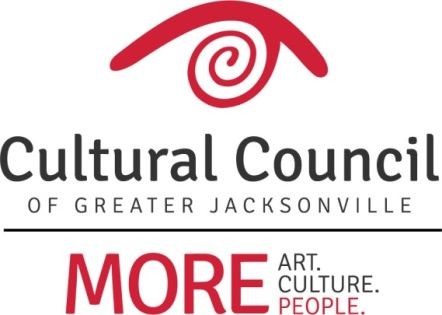 Cultural Council
OF GREATER JACKSONVILLE
MORE
ART.
CULTURE.
PEOPLE.